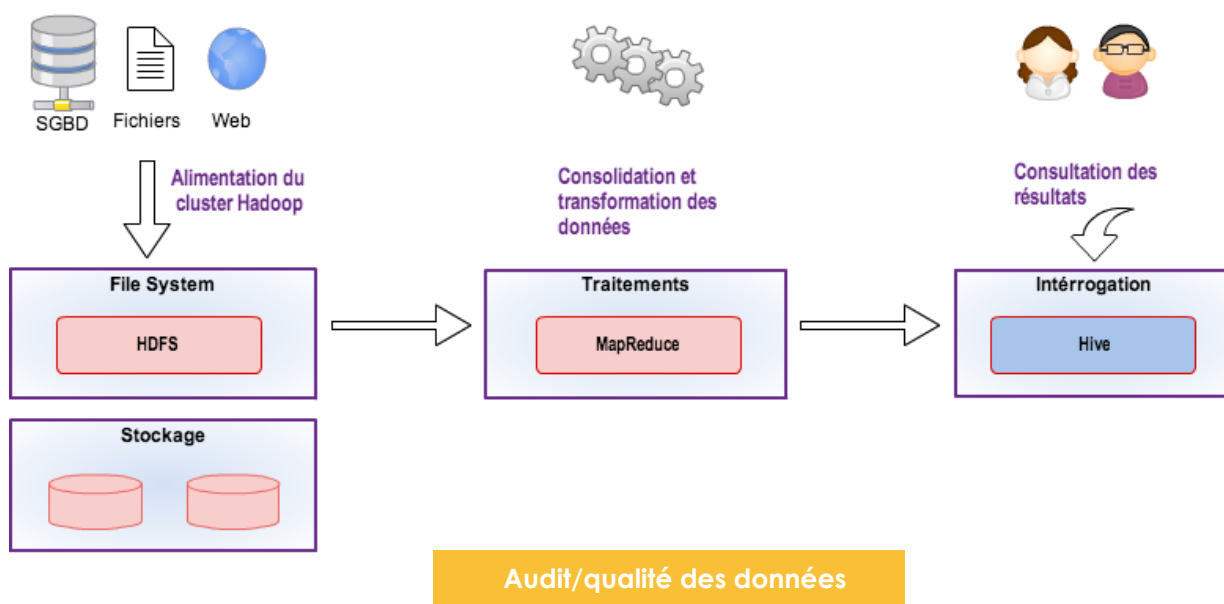 SGBD
Fichiers
Web
Alimentation du
cluster Hadoop
Consolidation et
transformation des
données
Consultation des
résultats
File System
HDFS
Traitements
MapReduce
Intérrogation
Hive
Stockage
Audit/qualité des données